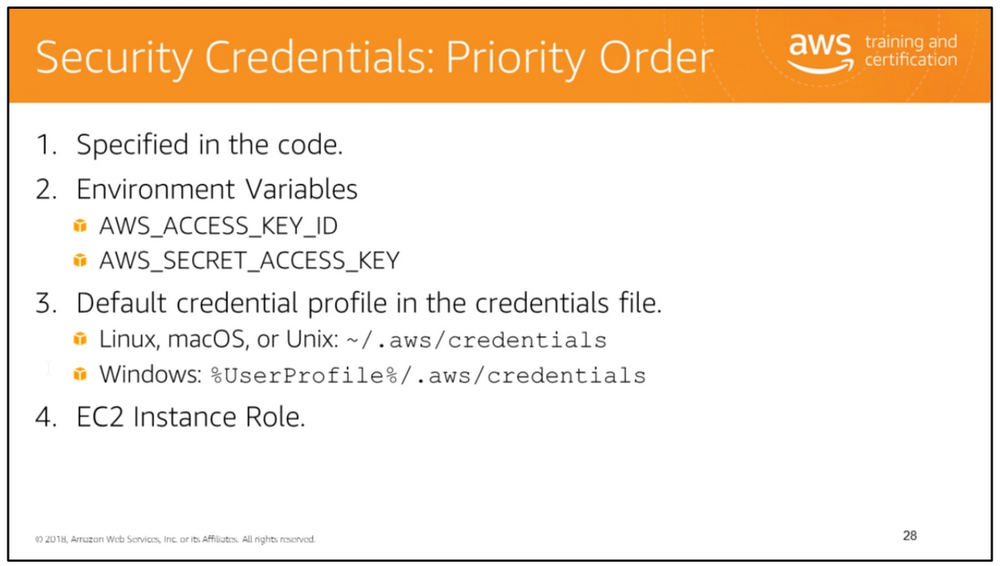 Security Credentials: Priority Order
aws training and
certification
1. Specified in the code.
2. Environment Variables
AWS_ACCESS_KEY_ID
AWS_SECRET_ACCESS_KEY
3. Default credential profile in the credentials file.
Linux, macOS, or Unix: ~/.aws/credentials
Windows: %UserProfile%/.aws/credentials
4. EC2 Instance Role.
© 2018, Amazon Web Services, Inc. or its Affiliates. All rights reserved.
28